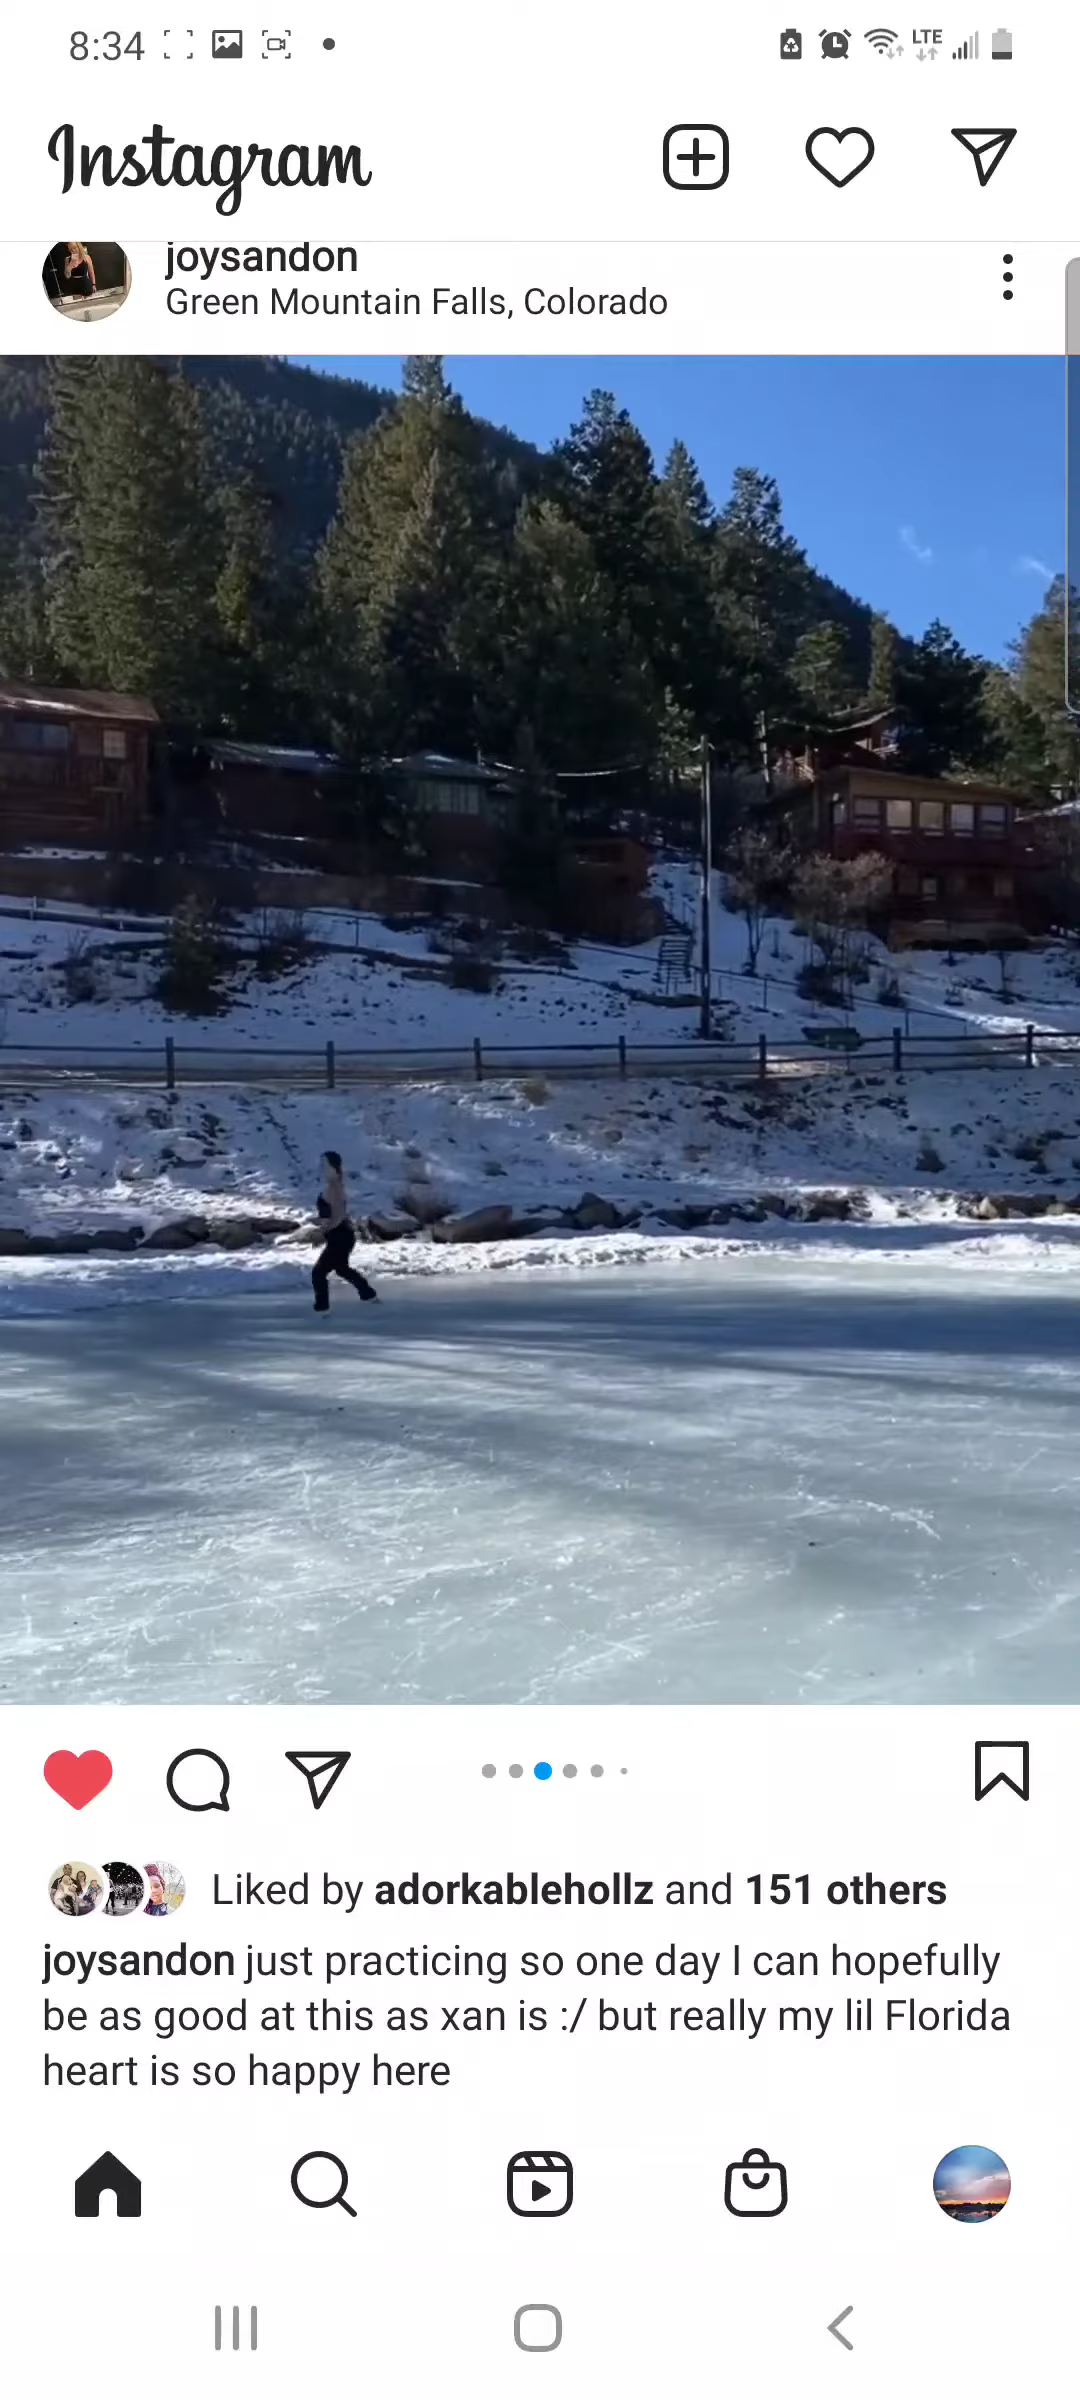 8:34
LTE
Instagram
joysandon
Green Mountain Falls, Colorado
Liked by adorkablehollz and 151 others
joysandon just practicing so one day I can hopefully
be as good at this as xan is :/ but really my lil Florida
heart is so happy here